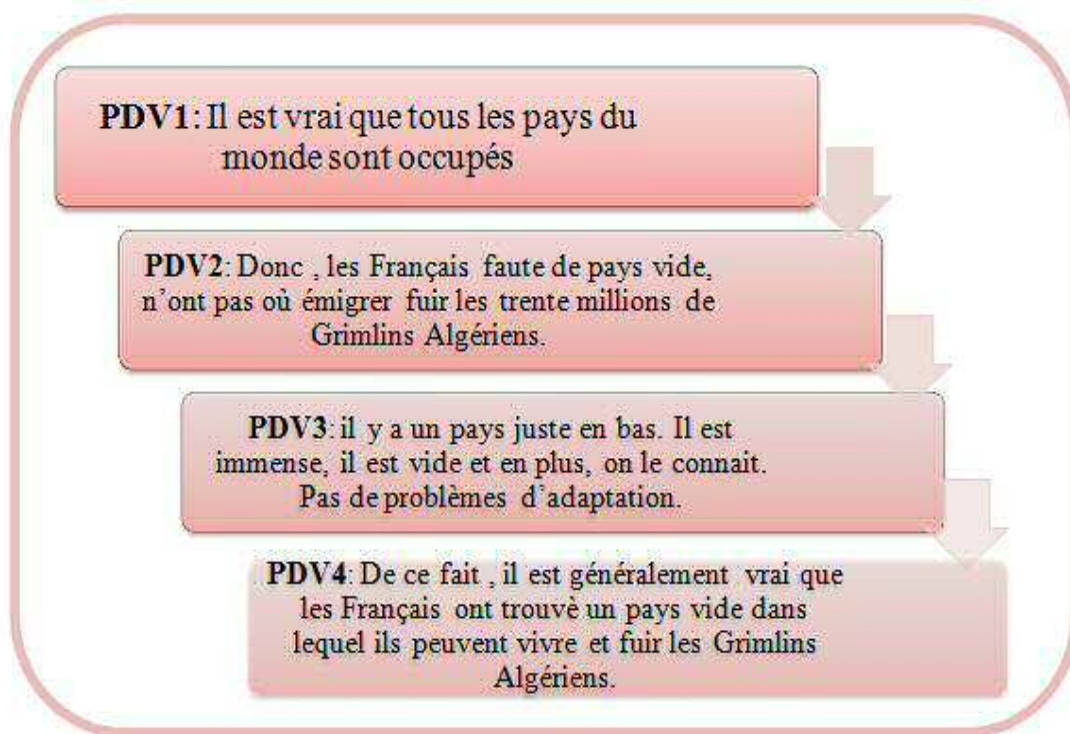 PDV1: Il est vrai que tous les pays du
monde sont occupés
PDV2: Donc , les Français faute de pays vide,
n’ont pas où émigrer fuir les trente millions de
Grimlins Algériens.
PDV3: il y a un pays juste en bas. Il est
immense, il est vide et en plus, on le connait.
Pas de problèmes d’adaptation.
PDV4: De ce fait , il est généralement vrai que
les Français ont trouvè un pays vide dans
lequel ils peuvent vivre et fuir les Grimlins
Algériens.